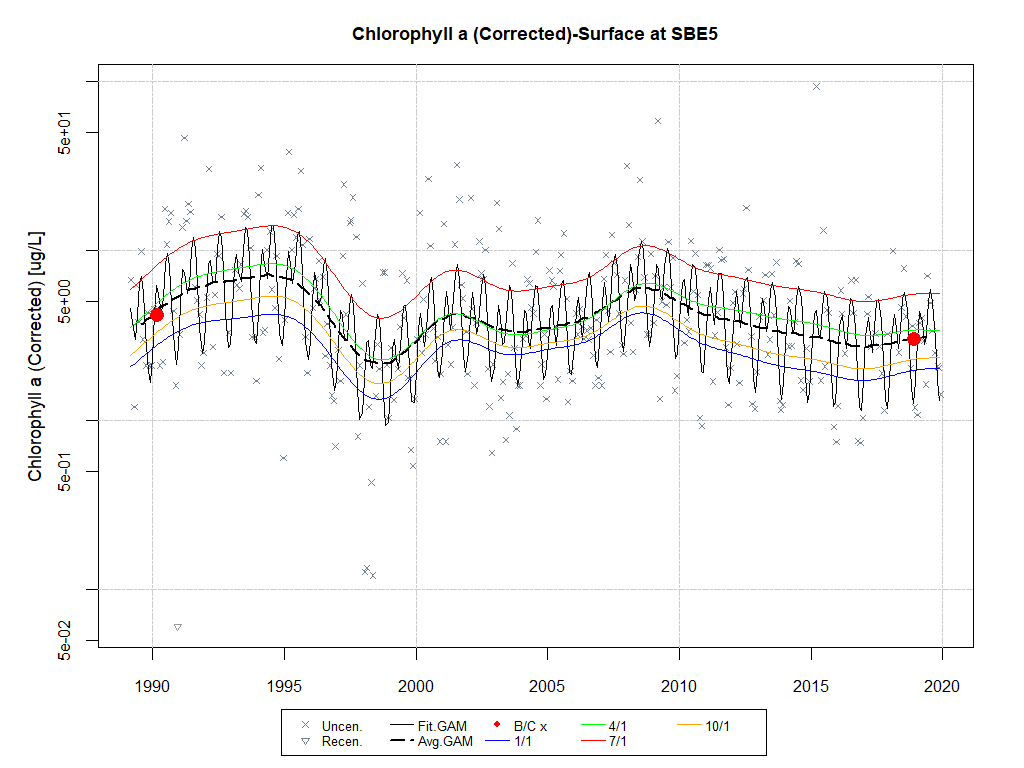 Chlorophyll a (Corrected)-Surface at SBE5
Chlorophyll a (Corrected) [ug/L]
5e+01
5e+00
5e-01
5e-02
1990 1995 2000 2005 2010 2015 2020
Uncen. Fit.GAM B/C x 4/1 10/1
Recen. Avg.GAM 1/1 7/1